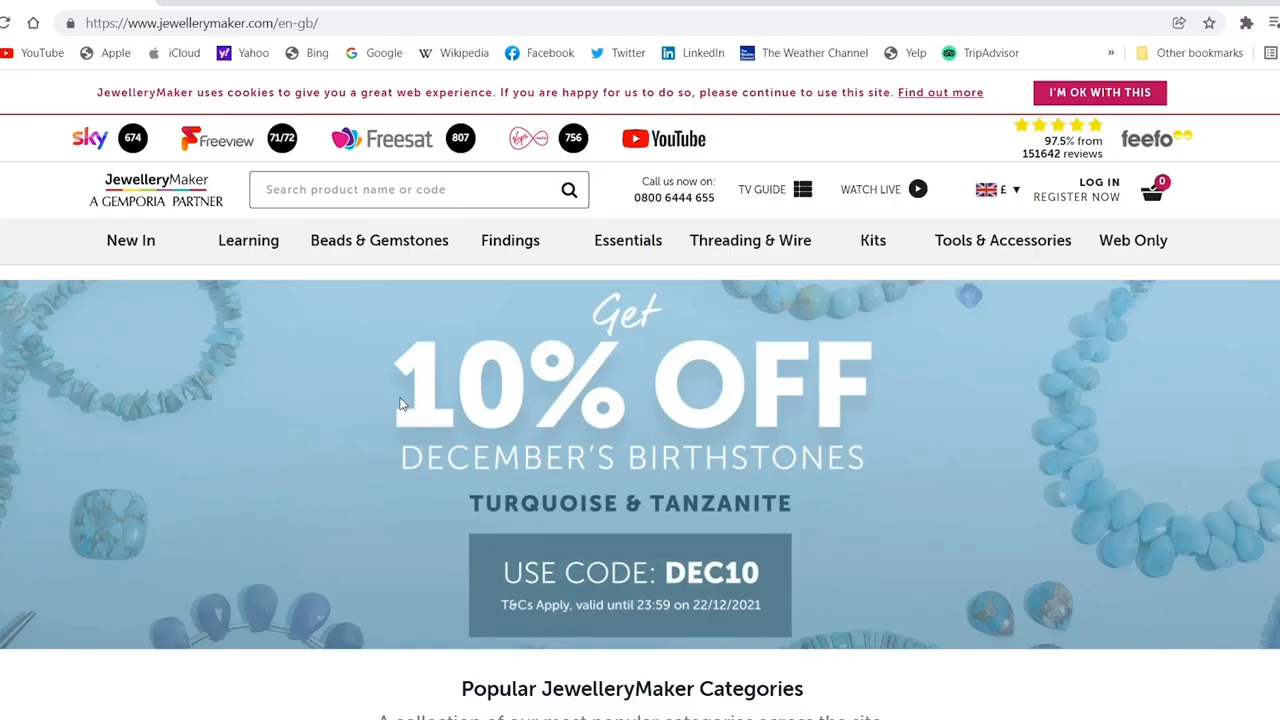 https://www.jewellerymaker.com/en-gb/
YouTube Apple iCloud Yahoo Bing Google Wikipedia Facebook Twitter LinkedIn The Weather Channel Yelp TripAdvisor » Other bookmarks
JewelleryMaker uses cookies to give you a great web experience. If you are happy for us to do so, please continue to use this site. Find out more
I'M OK WITH THIS
sky 674 Freeview 71/72 Freesat 807 756 YouTube
97.5% from
151642 reviews
feefo
JewelleryMaker
A GEMPORIA PARTNER
Search product name or code
Call us now on:
0800 6444 655
TV GUIDE
WATCH LIVE
£
LOG IN
REGISTER NOW
0
New In Learning Beads & Gemstones Findings Essentials Threading & Wire Kits Tools & Accessories Web Only
Get
10% OFF
DECEMBER'S BIRTHSTONES
TURQUOISE & TANZANITE
USE CODE: DEC10
T&Cs Apply, valid until 23:59 on 22/12/2021
Popular JewelleryMaker Categories
A collection of our most popular categories across the site